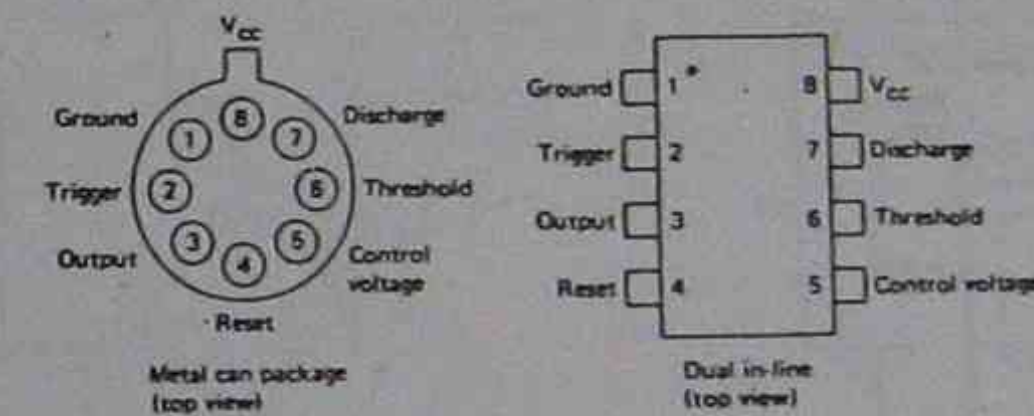 Vcc
Ground
8
Discharge
1
7
Trigger
2
6
Threshold
3
5
Output
4
Control
voltage
Reset
Metal can package
(top view)
Ground
1
8
Vcc
Trigger
2
7
Discharge
Output
3
6
Threshold
Reset
4
5
Control voltage
Dual in-line
(top view)